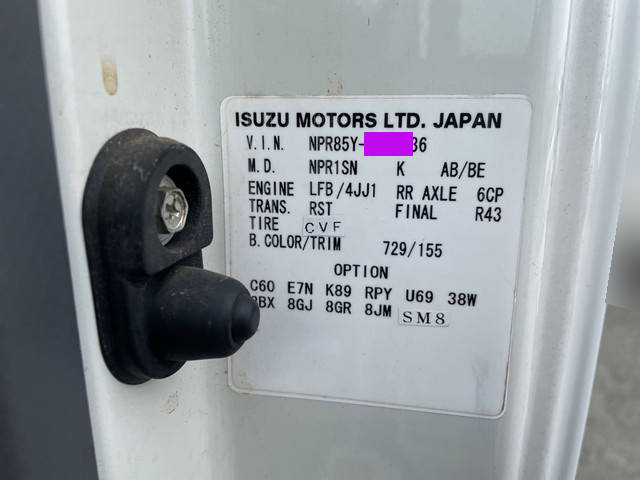 ISUZU MOTORS LTD. JAPAN
V.I.N. NPR85Y- 36
M.D. NPR1SN K AB/BE
ENGINE LFB/4JJ1 RR AXLE 6CP
TRANS. RST FINAL R43
TIRE CVF
B.COLOR/TRIM 729/155
OPTION
C60 E7N K89 RPY U69 38W
8GJ 8GR 8JM SM8